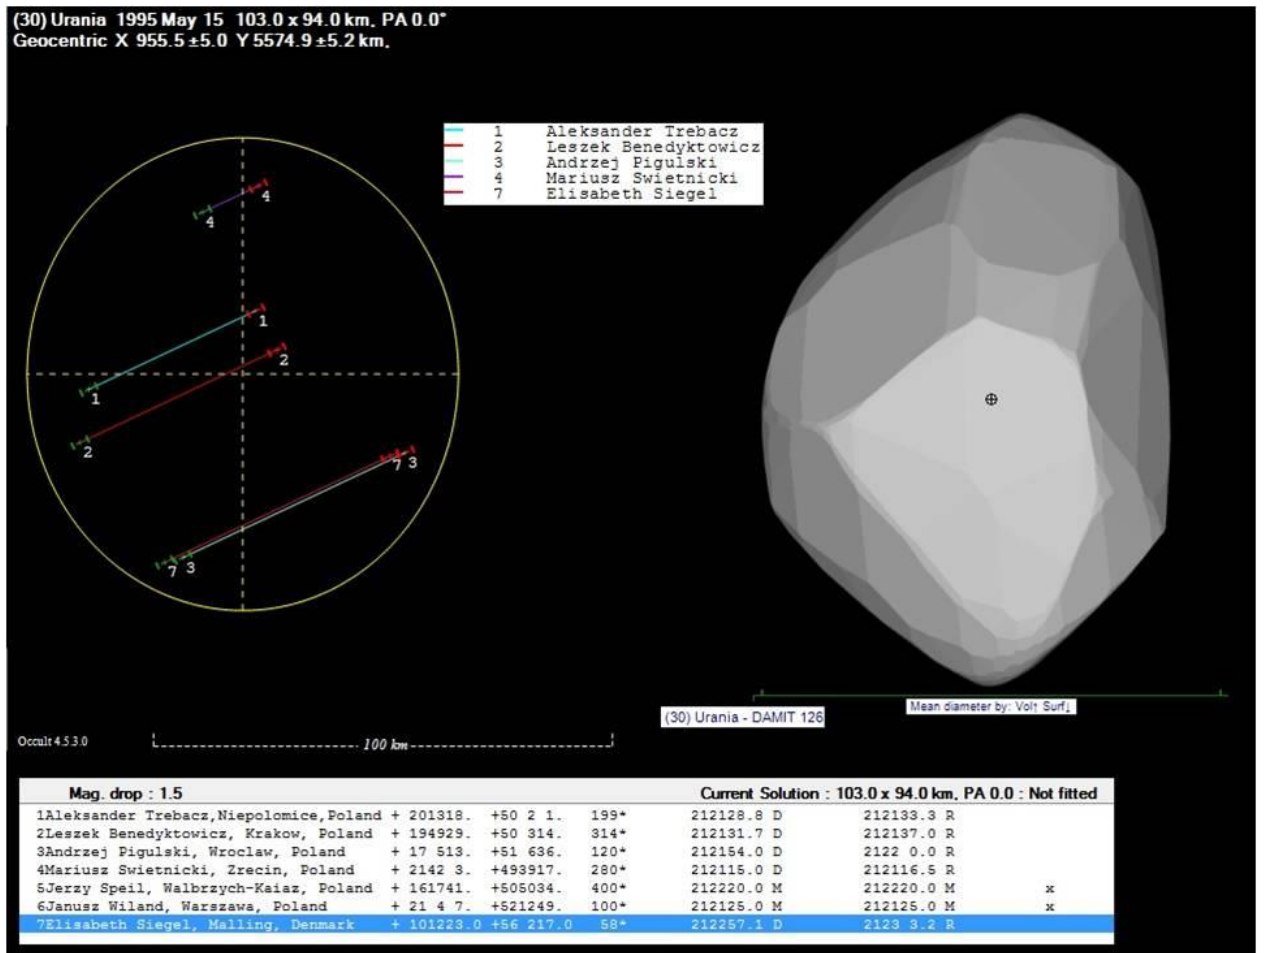 (30) Urania 1995 May 15 103.0 x 94.0 km, PA 0.0°
Geocentric X 955.5 ±5.0 Y 5574.9 ±5.2 km,
1 Aleksander Trebacz
2 Leszek Benedyktowicz
3 Andrzej Pigulski
4 Mariusz Swietnicki
7 Elisabeth Siegel
4
4
1
2
1
2
7 3
7 3
Mean diameter by: Vol↑ Surf↓
(30) Urania - DAMIT 126
Occult 4.5.3.0
100 km
Mag. drop : 1.5 Current Solution : 103.0 x 94.0 km, PA 0.0 : Not fitted
1Aleksander Trebacz,Niepolomice,Poland + 201318. +50 2 1. 199* 212128.8 D 212133.3 R
2Leszek Benedyktowicz, Krakow, Poland + 194929. +50 314. 314* 212131.7 D 212137.0 R
3Andrzej Pigulski, Wroclaw, Poland + 17 513. +51 636. 120* 212154.0 D 2122 0.0 R
4Mariusz Swietnicki, Zrecin, Poland + 2142 3. +493917. 280* 212115.0 D 212116.5 R
5Jerzy Speil, Walbrzych-Kaiaz, Poland + 161741. +505034. 400* 212220.0 M 212220.0 M x
6Janusz Wiland, Warszawa, Poland + 21 4 7. +521249. 100* 212125.0 M 212125.0 M x
7Elisabeth Siegel, Malling, Denmark + 101223.0 +56 217.0 58* 212257.1 D 2123 3.2 R